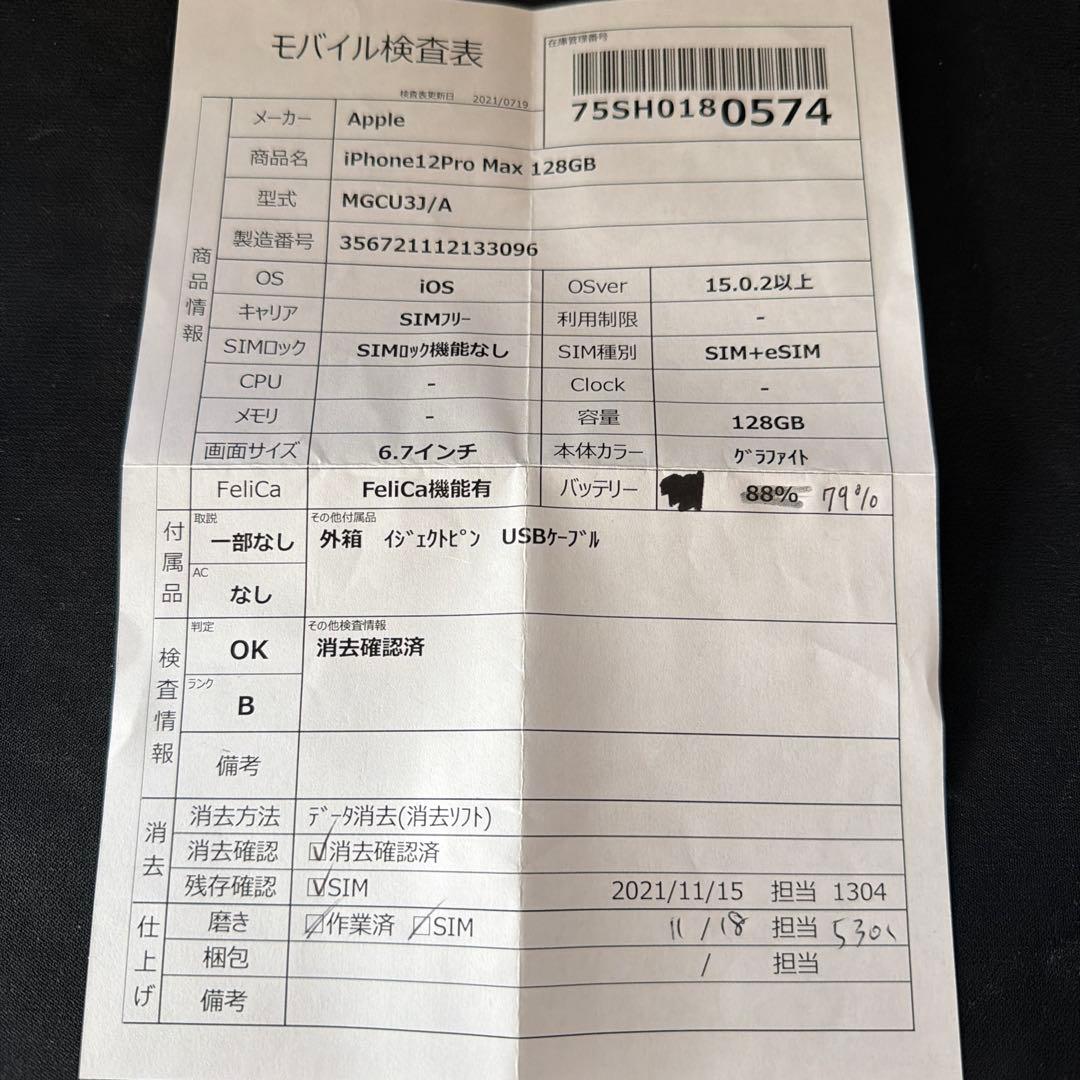 モバイル検査表
在庫管理番号
75SH0180574
検査表更新日 2021/0719
商品情報
メーカー Apple
商品名 iPhone12Pro Max 128GB
型式 MGCU3J/A
製造番号 356721112133096
OS iOS OSver 15.0.2以上
キャリア SIMﾌﾘｰ 利用制限 -
SIMロック SIMﾛｯｸ機能なし SIM種別 SIM+eSIM
CPU - Clock -
メモリ - 容量 128GB
画面サイズ 6.7インチ 本体カラー ｸﾞﾗﾌｧｲﾄ
FeliCa FeliCa機能有 バッテリー 88% 79%
付属品
取説 一部なし
その他付属品
外箱 ｲｼﾞｪｸﾄﾋﾟﾝ USBｹｰﾌﾞﾙ
AC なし
検査情報
判定 OK
その他検査情報
消去確認済
ランク B
備考
消去
消去方法 ﾃﾞｰﾀ消去(消去ｿﾌﾄ)
消去確認 ☑消去確認済
残存確認 ☑SIM 2021/11/15 担当 1304
仕上げ
磨き ☑作業済 ☑SIM 11/18 担当 530
梱包 / 担当
備考